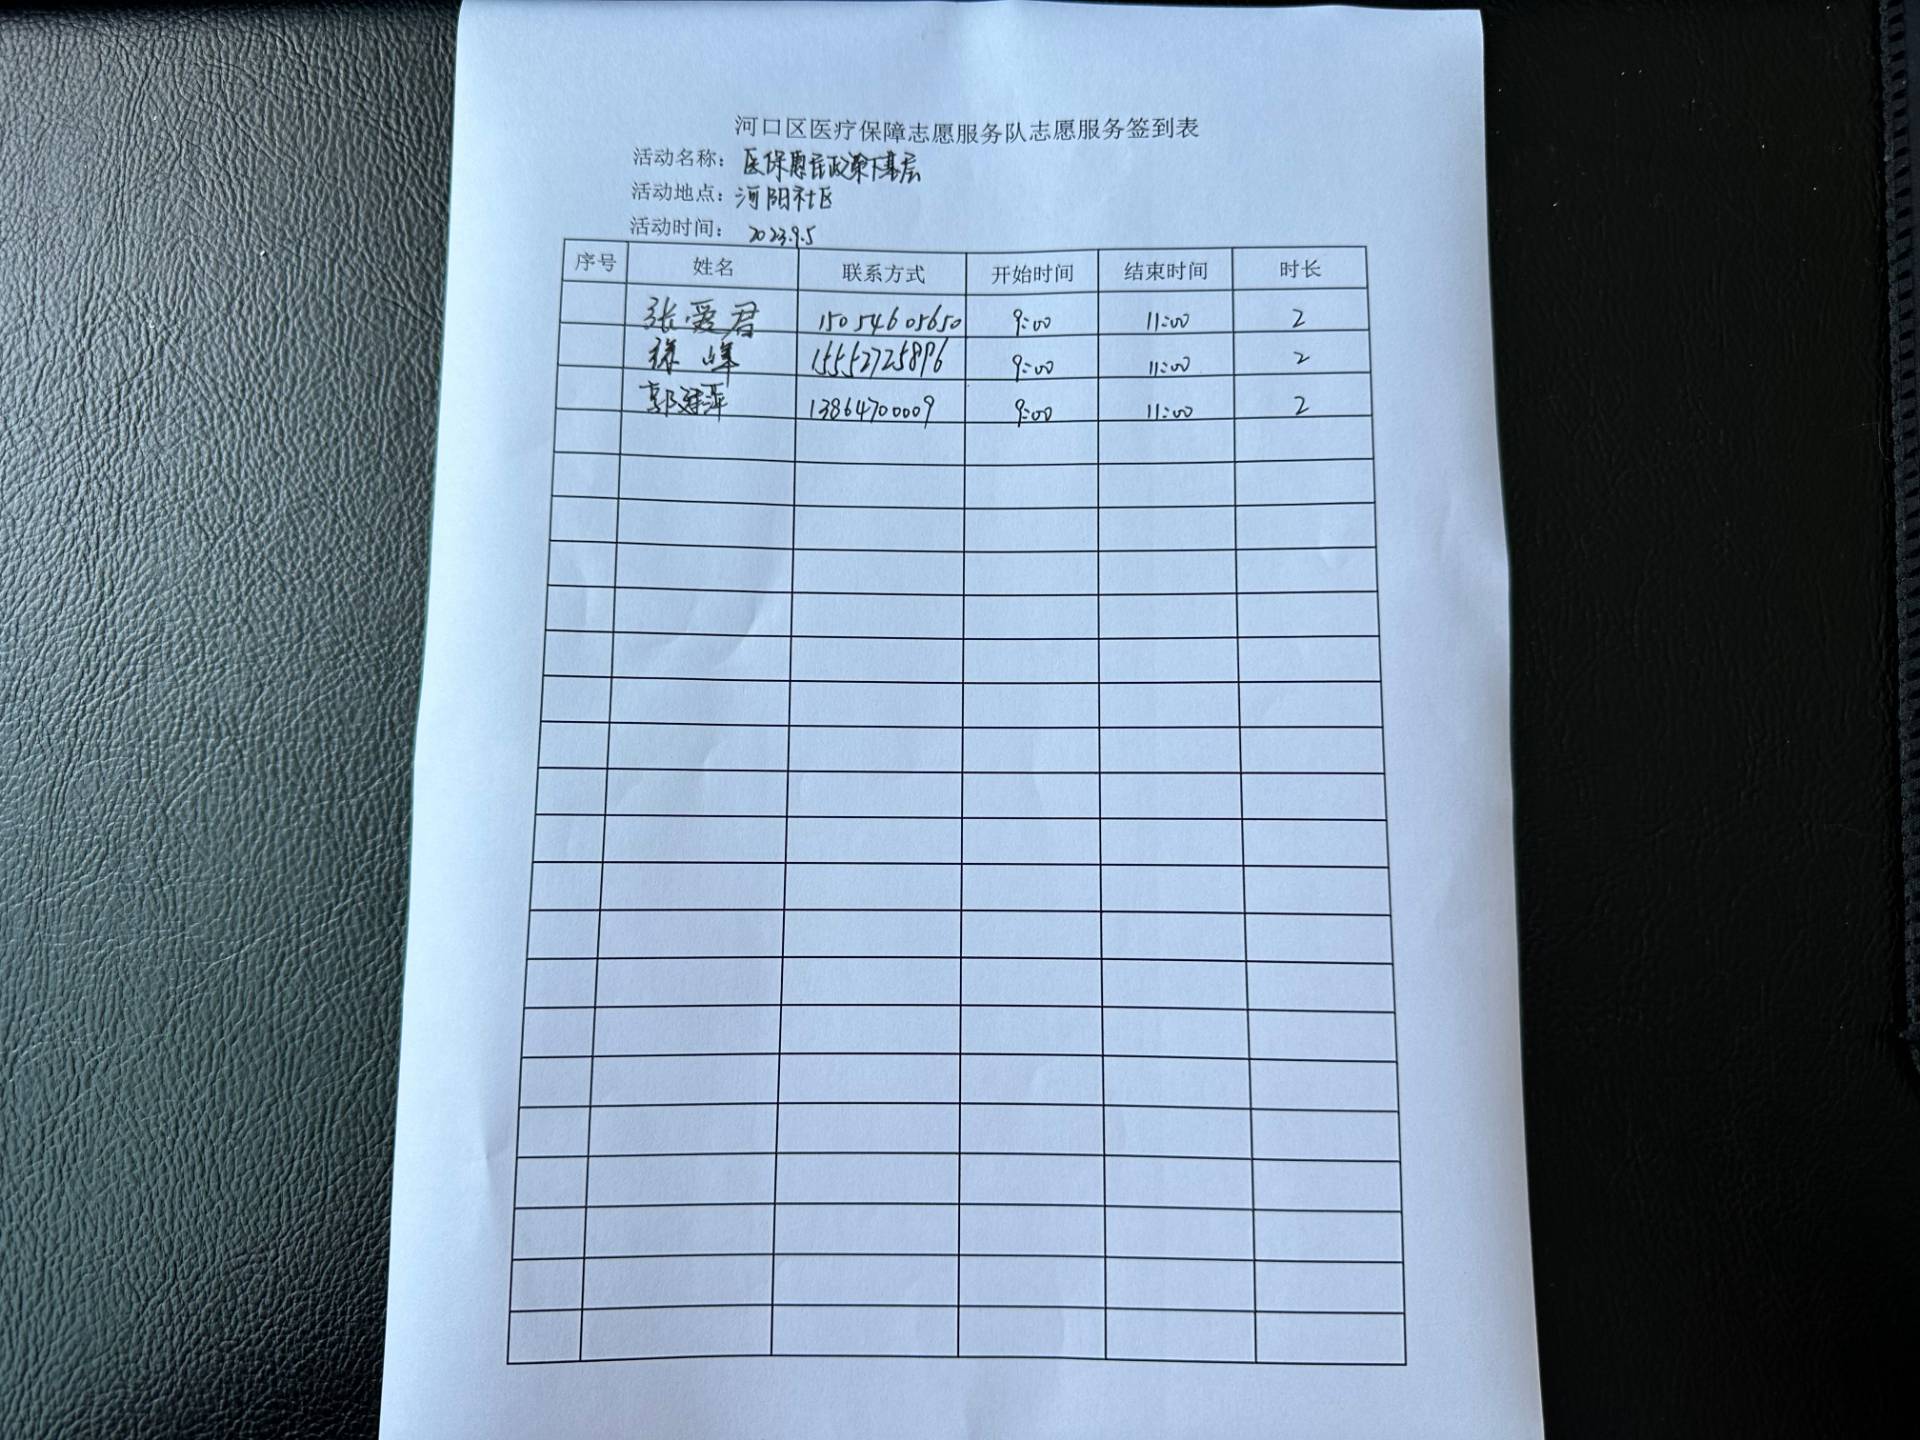 河口区医疗保障志愿服务队志愿服务签到表
活动名称：医保惠民政策下基层
活动地点：河阳社区
活动时间：2023.9.5
序号 姓名 联系方式 开始时间 结束时间 时长
张爱君 15054605650 9:00 11:00 2
峰 15552725896 9:00 11:00 2
郭 萍 13864700009 9:00 11:00 2